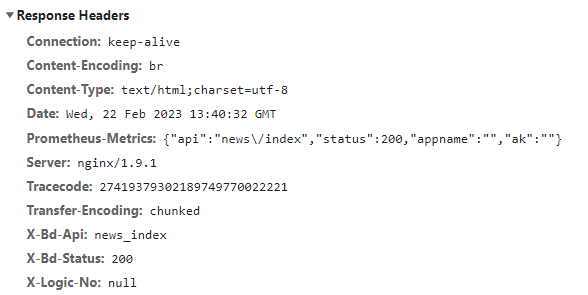 Response Headers
Connection: keep-alive
Content-Encoding: br
Content-Type: text/html;charset=utf-8
Date: Wed, 22 Feb 2023 13:40:32 GMT
Prometheus-Metrics: {"api":"news\/index","status":200,"appname":"","ak":""}
Server: nginx/1.9.1
Tracecode: 27419379302189749770022221
Transfer-Encoding: chunked
X-Bd-Api: news_index
X-Bd-Status: 200
X-Logic-No: null